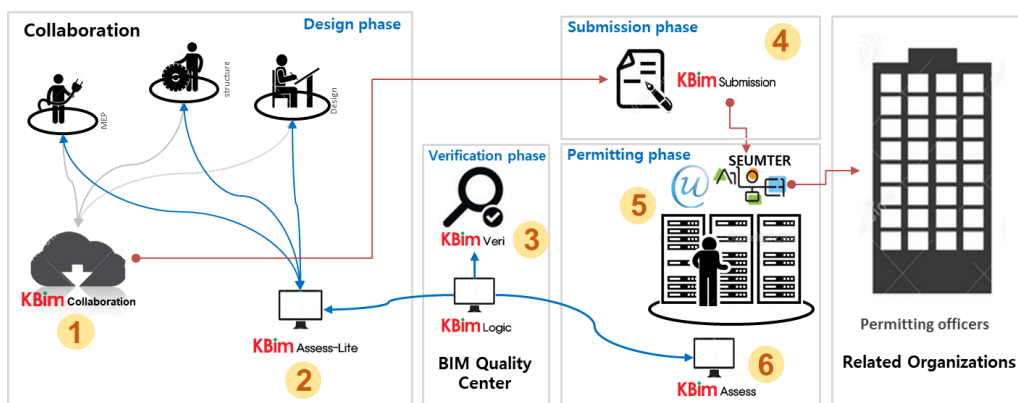 Collaboration
Design phase
MEP
structure
Design
KBim Collaboration
1
KBim Assess-Lite
2
Verification phase
KBim Veri
3
KBim Logic
BIM Quality
Center
Submission phase
4
KBim Submission
Permitting phase
SEUMTER
5
KBim Assess
6
Permitting officers
Related Organizations